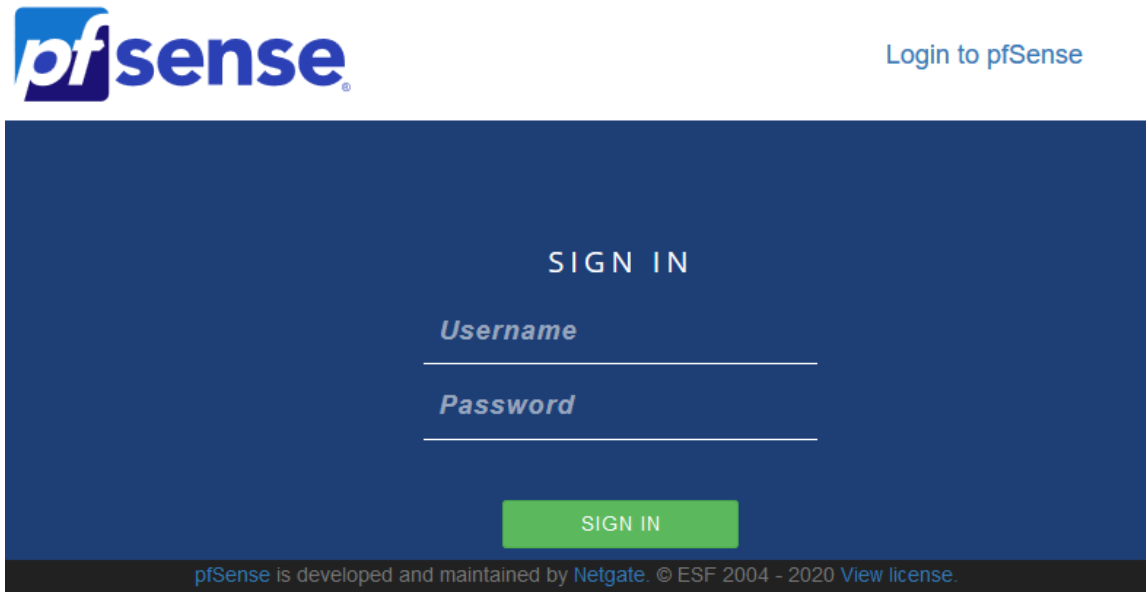 pfsense®
Login to pfSense
SIGN IN
Username
Password
SIGN IN
pfSense is developed and maintained by Netgate. © ESF 2004 - 2020 View license.